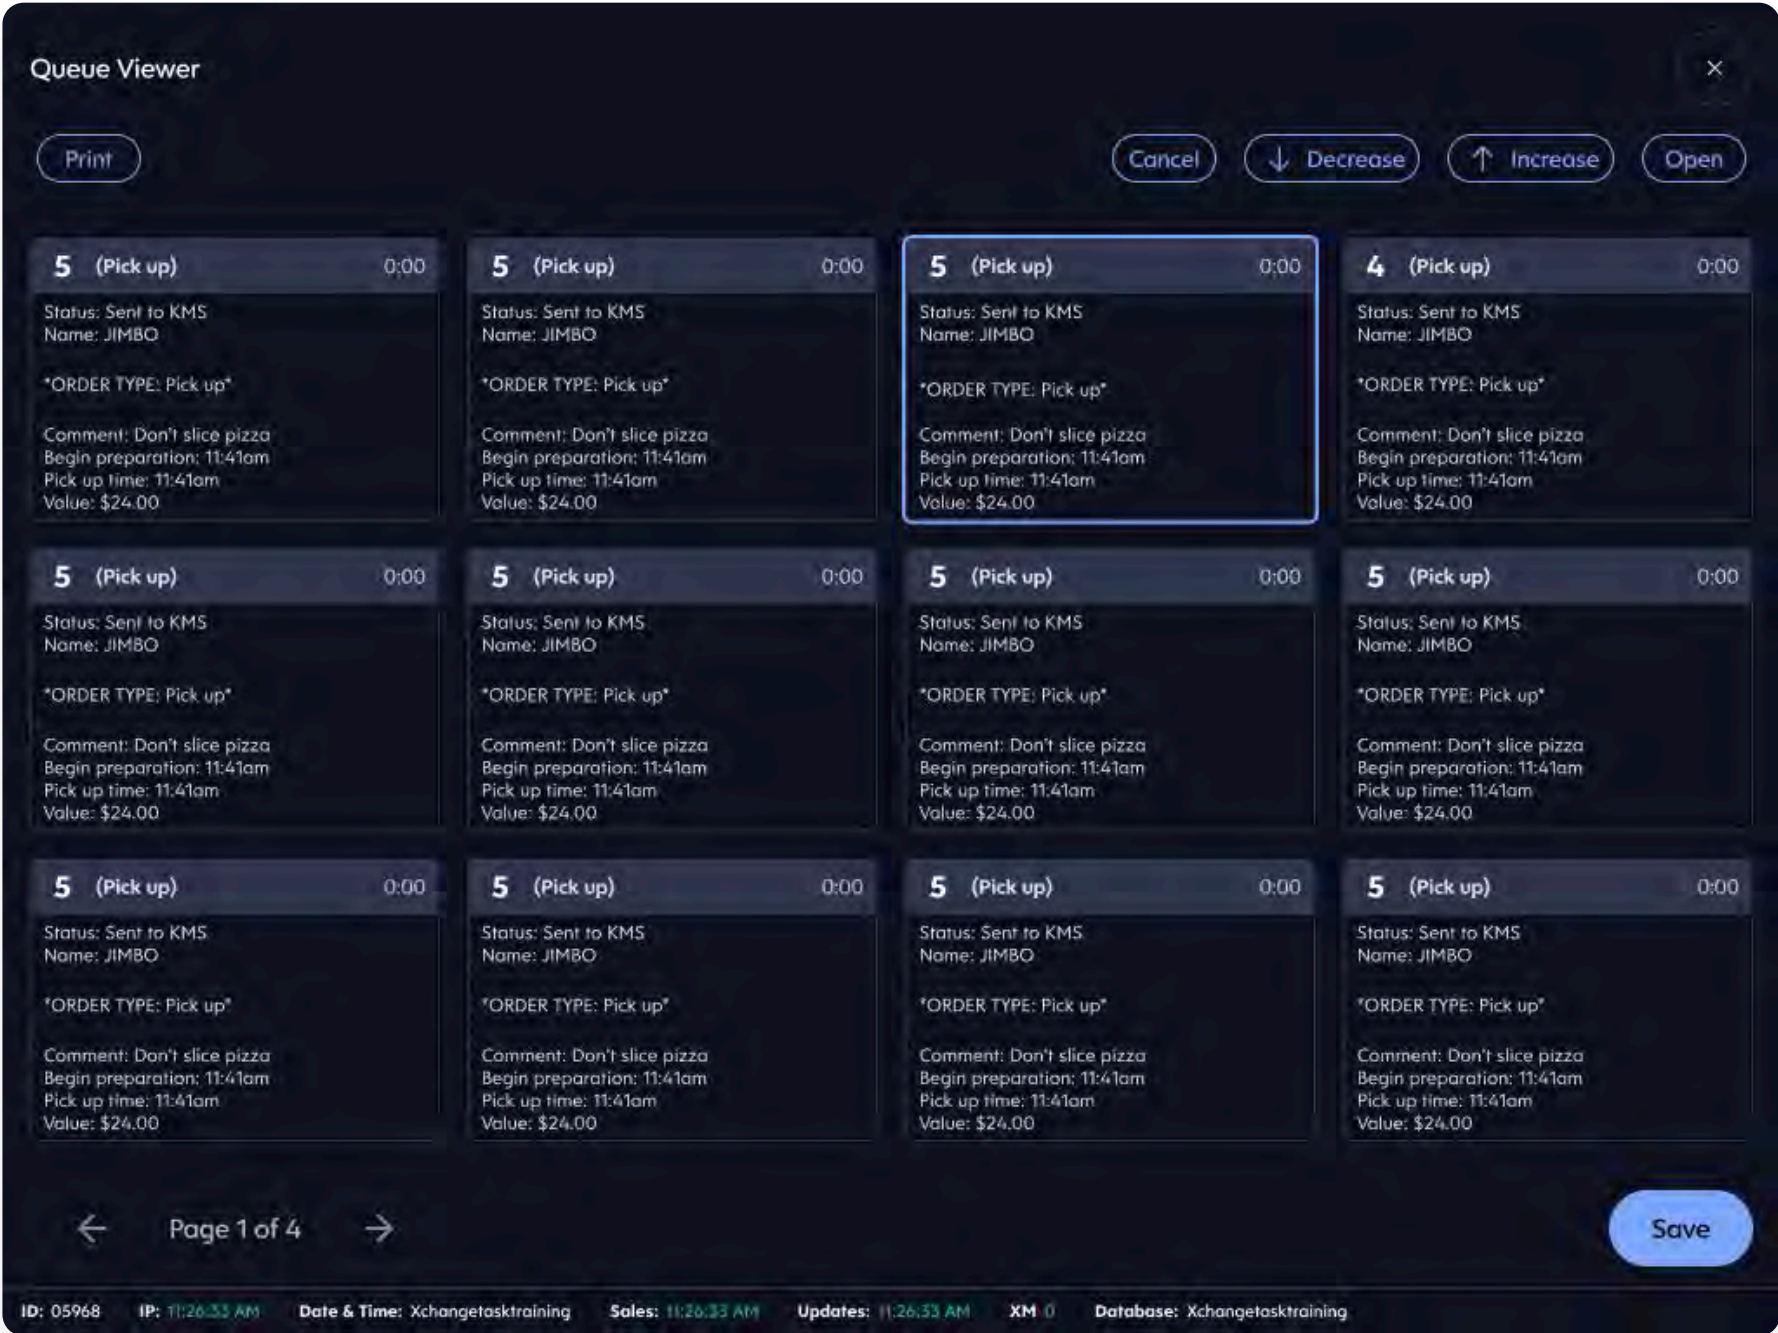 Queue Viewer
×
Print
Cancel
↓ Decrease
↑ Increase
Open
5 (Pick up) 0:00
Status: Sent to KMS
Name: JIMBO
*ORDER TYPE: Pick up*
Comment: Don't slice pizza
Begin preparation: 11:41am
Pick up time: 11:41am
Value: $24.00
5 (Pick up) 0:00
Status: Sent to KMS
Name: JIMBO
*ORDER TYPE: Pick up*
Comment: Don't slice pizza
Begin preparation: 11:41am
Pick up time: 11:41am
Value: $24.00
5 (Pick up) 0:00
Status: Sent to KMS
Name: JIMBO
*ORDER TYPE: Pick up*
Comment: Don't slice pizza
Begin preparation: 11:41am
Pick up time: 11:41am
Value: $24.00
4 (Pick up) 0:00
Status: Sent to KMS
Name: JIMBO
*ORDER TYPE: Pick up*
Comment: Don't slice pizza
Begin preparation: 11:41am
Pick up time: 11:41am
Value: $24.00
5 (Pick up) 0:00
Status: Sent to KMS
Name: JIMBO
*ORDER TYPE: Pick up*
Comment: Don't slice pizza
Begin preparation: 11:41am
Pick up time: 11:41am
Value: $24.00
5 (Pick up) 0:00
Status: Sent to KMS
Name: JIMBO
*ORDER TYPE: Pick up*
Comment: Don't slice pizza
Begin preparation: 11:41am
Pick up time: 11:41am
Value: $24.00
5 (Pick up) 0:00
Status: Sent to KMS
Name: JIMBO
*ORDER TYPE: Pick up*
Comment: Don't slice pizza
Begin preparation: 11:41am
Pick up time: 11:41am
Value: $24.00
5 (Pick up) 0:00
Status: Sent to KMS
Name: JIMBO
*ORDER TYPE: Pick up*
Comment: Don't slice pizza
Begin preparation: 11:41am
Pick up time: 11:41am
Value: $24.00
5 (Pick up) 0:00
Status: Sent to KMS
Name: JIMBO
*ORDER TYPE: Pick up*
Comment: Don't slice pizza
Begin preparation: 11:41am
Pick up time: 11:41am
Value: $24.00
5 (Pick up) 0:00
Status: Sent to KMS
Name: JIMBO
*ORDER TYPE: Pick up*
Comment: Don't slice pizza
Begin preparation: 11:41am
Pick up time: 11:41am
Value: $24.00
5 (Pick up) 0:00
Status: Sent to KMS
Name: JIMBO
*ORDER TYPE: Pick up*
Comment: Don't slice pizza
Begin preparation: 11:41am
Pick up time: 11:41am
Value: $24.00
5 (Pick up) 0:00
Status: Sent to KMS
Name: JIMBO
*ORDER TYPE: Pick up*
Comment: Don't slice pizza
Begin preparation: 11:41am
Pick up time: 11:41am
Value: $24.00
← Page 1 of 4 →
Save
ID: 05968 IP: 11:26:33 AM Date & Time: Xchangetasktraining Sales: 11:26:33 AM Updates: 11:26:33 AM XM 0 Database: Xchangetasktraining